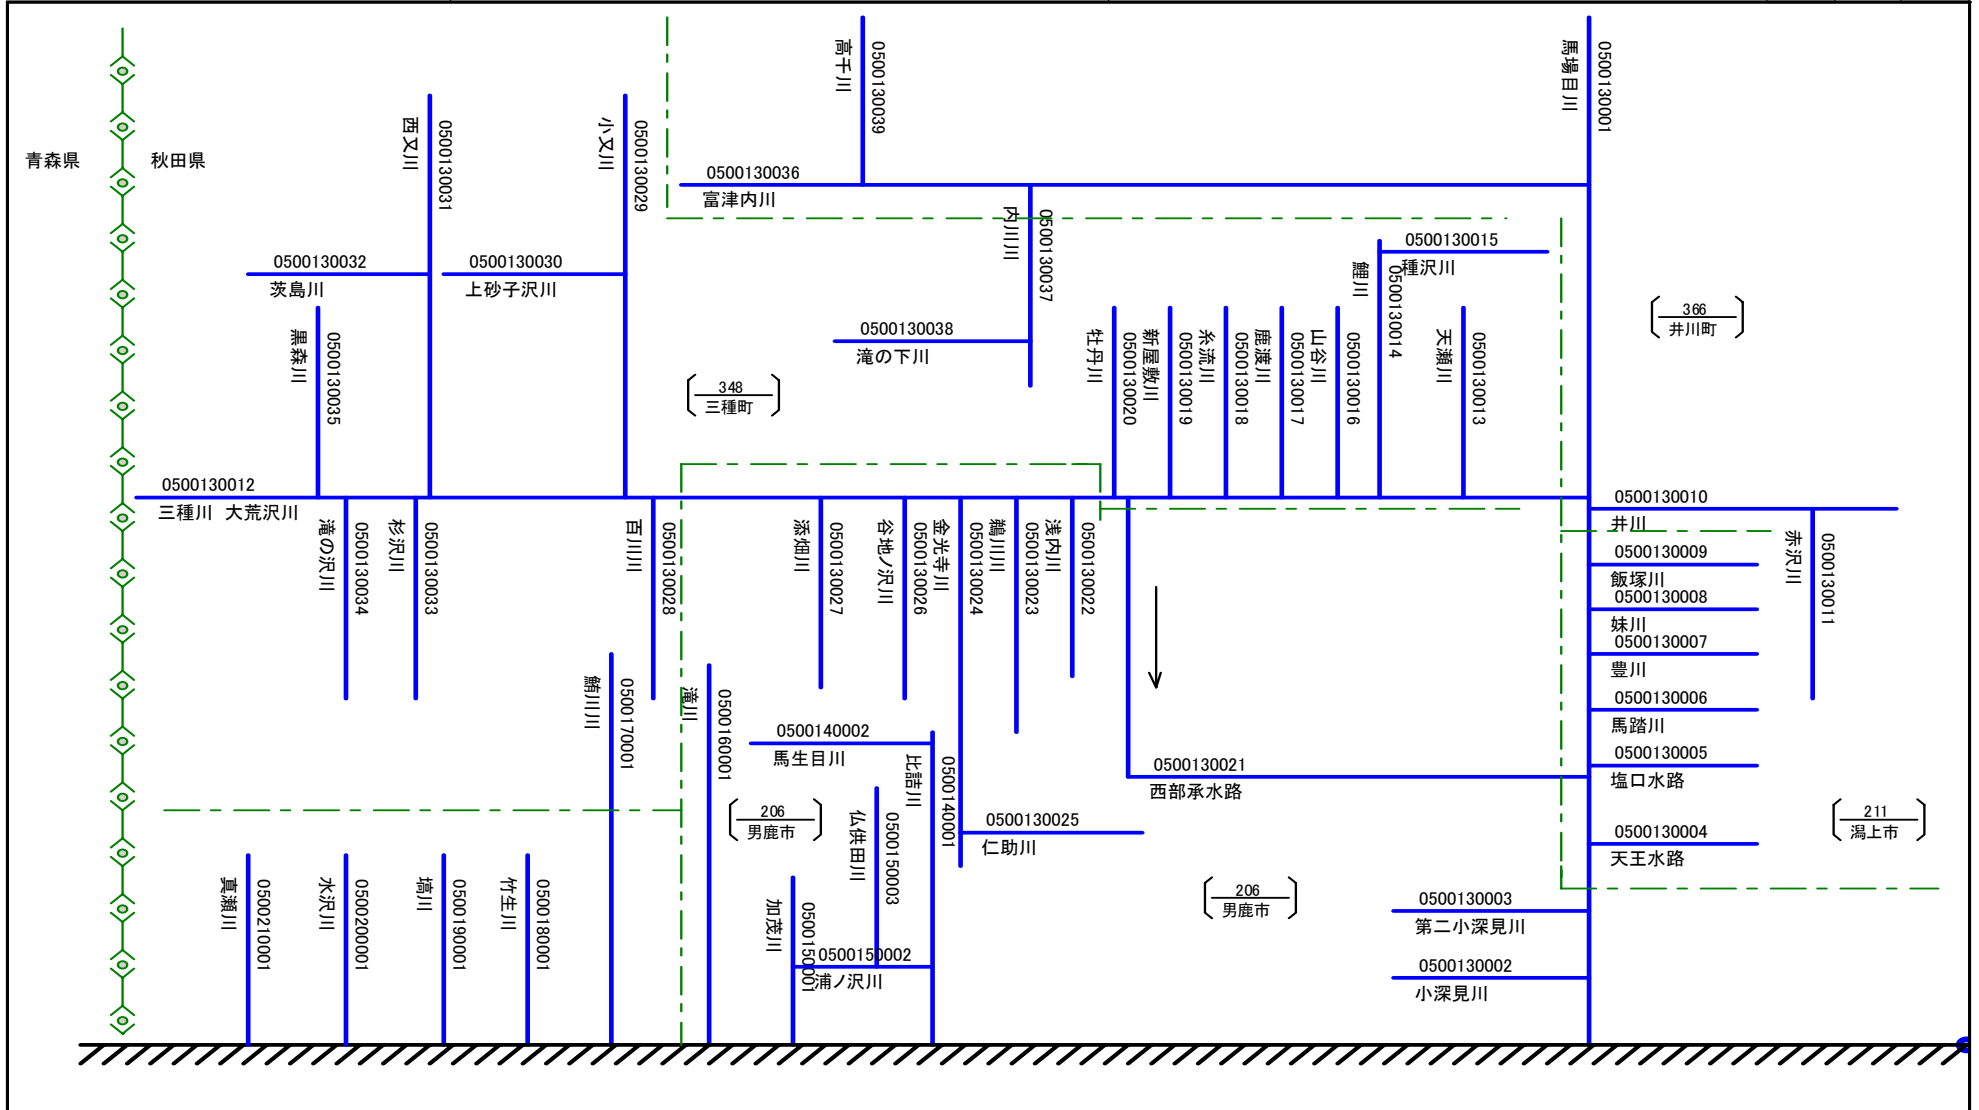 青森県
秋田県
高千川
0500130039
馬場目川
0500130001
西又川
0500130031
小又川
0500130029
0500130036
富津内川
内川川
0500130037
0500130015
種沢川
鯉川
0500130014
0500130032
茨島川
0500130030
上砂子沢川
黒森川
0500130035
0500130038
滝の下川
348
三種町
牡丹川
0500130020
新屋敷川
0500130019
糸流川
0500130018
鹿渡川
0500130017
山谷川
0500130016
天瀬川
0500130013
366
井川町
0500130012
三種川 大荒沢川
滝の沢川
0500130034
杉沢川
0500130033
百川川
0500130028
添畑川
0500130027
谷地ノ沢川
0500130026
金光寺川
0500130024
鵜川川
0500130023
浅内川
0500130022
0500130010
井川
赤沢川
0500130011
0500130009
飯塚川
0500130008
妹川
0500130007
豊川
0500130006
馬踏川
0500130005
塩口水路
0500130004
天王水路
211
潟上市
鮪川川
0500170001
滝川
0500160001
0500140002
馬生目川
比詰川
0500140001
0500130021
西部承水路
206
男鹿市
仏供田川
0500150003
0500130025
仁助川
206
男鹿市
0500130003
第二小深見川
0500130002
小深見川
真瀬川
0500210001
水沢川
0500200001
塙川
0500190001
竹生川
0500180001
加茂川
0500150001
0500150002
浦ノ沢川